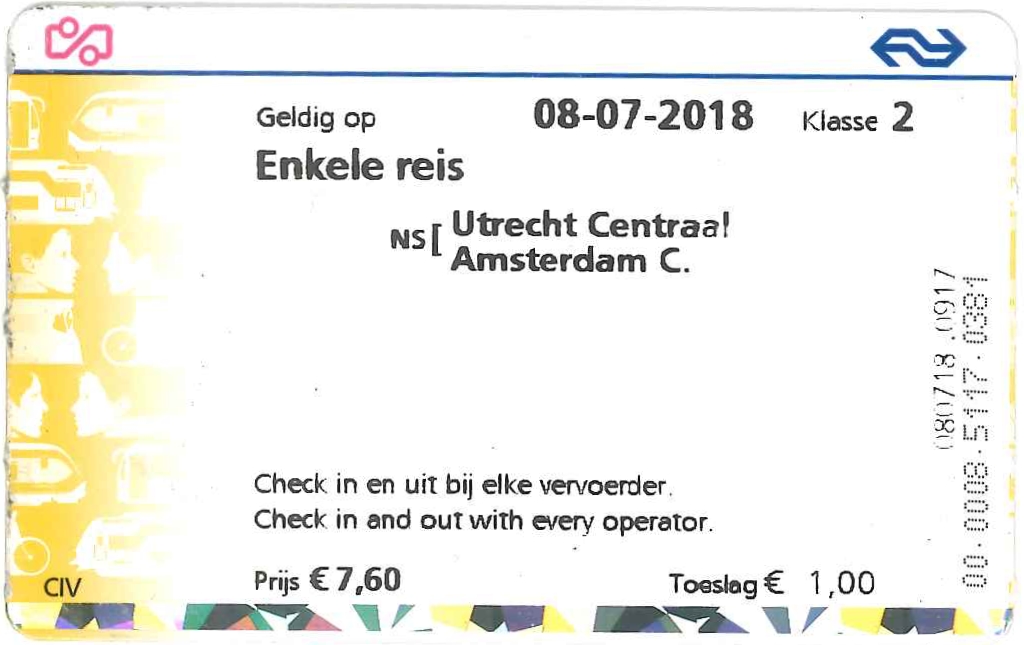 Geldig op 08-07-2018 Klasse 2
Enkele reis
NS[ Utrecht Centraal
Amsterdam C.
Check in en uit bij elke vervoerder.
Check in and out with every operator.
CIV Prijs € 7,60 Toeslag € 1,00
080718 .0917
00·0008·5117·0381